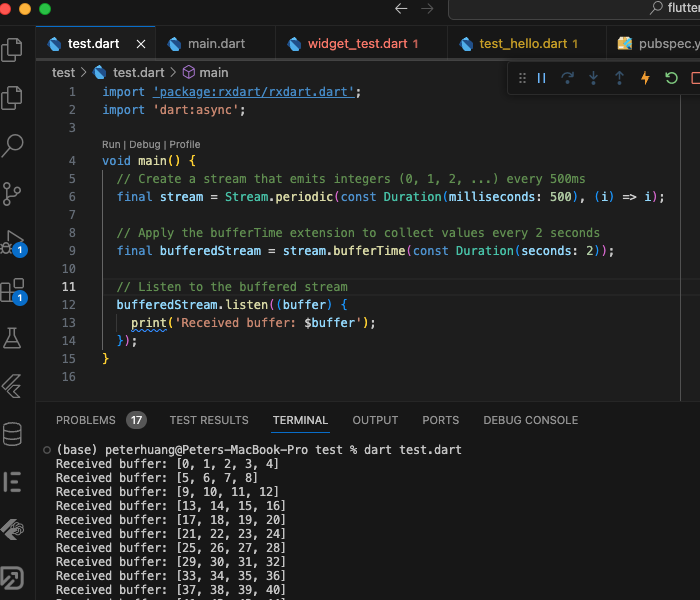 flutter
test.dart
main.dart
widget_test.dart 1
test_hello.dart 1
pubspec.y
test > test.dart > main
1 import 'package:rxdart/rxdart.dart';
2 import 'dart:async';
3
Run | Debug | Profile
4 void main() {
5 // Create a stream that emits integers (0, 1, 2, ...) every 500ms
6 final stream = Stream.periodic(const Duration(milliseconds: 500), (i) => i);
7
8 // Apply the bufferTime extension to collect values every 2 seconds
9 final bufferedStream = stream.bufferTime(const Duration(seconds: 2));
10
11 // Listen to the buffered stream
12 bufferedStream.listen((buffer) {
13 print('Received buffer: $buffer');
14 });
15 }
16
1
1
PROBLEMS 17 TEST RESULTS TERMINAL OUTPUT PORTS DEBUG CONSOLE
(base) peterhuang@Peters-MacBook-Pro test % dart test.dart
Received buffer: [0, 1, 2, 3, 4]
Received buffer: [5, 6, 7, 8]
Received buffer: [9, 10, 11, 12]
Received buffer: [13, 14, 15, 16]
Received buffer: [17, 18, 19, 20]
Received buffer: [21, 22, 23, 24]
Received buffer: [25, 26, 27, 28]
Received buffer: [29, 30, 31, 32]
Received buffer: [33, 34, 35, 36]
Received buffer: [37, 38, 39, 40]